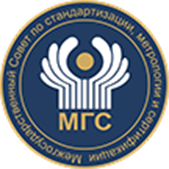 Межгосударственный Совет по стандартизации, метрологии и сертификации
МГС